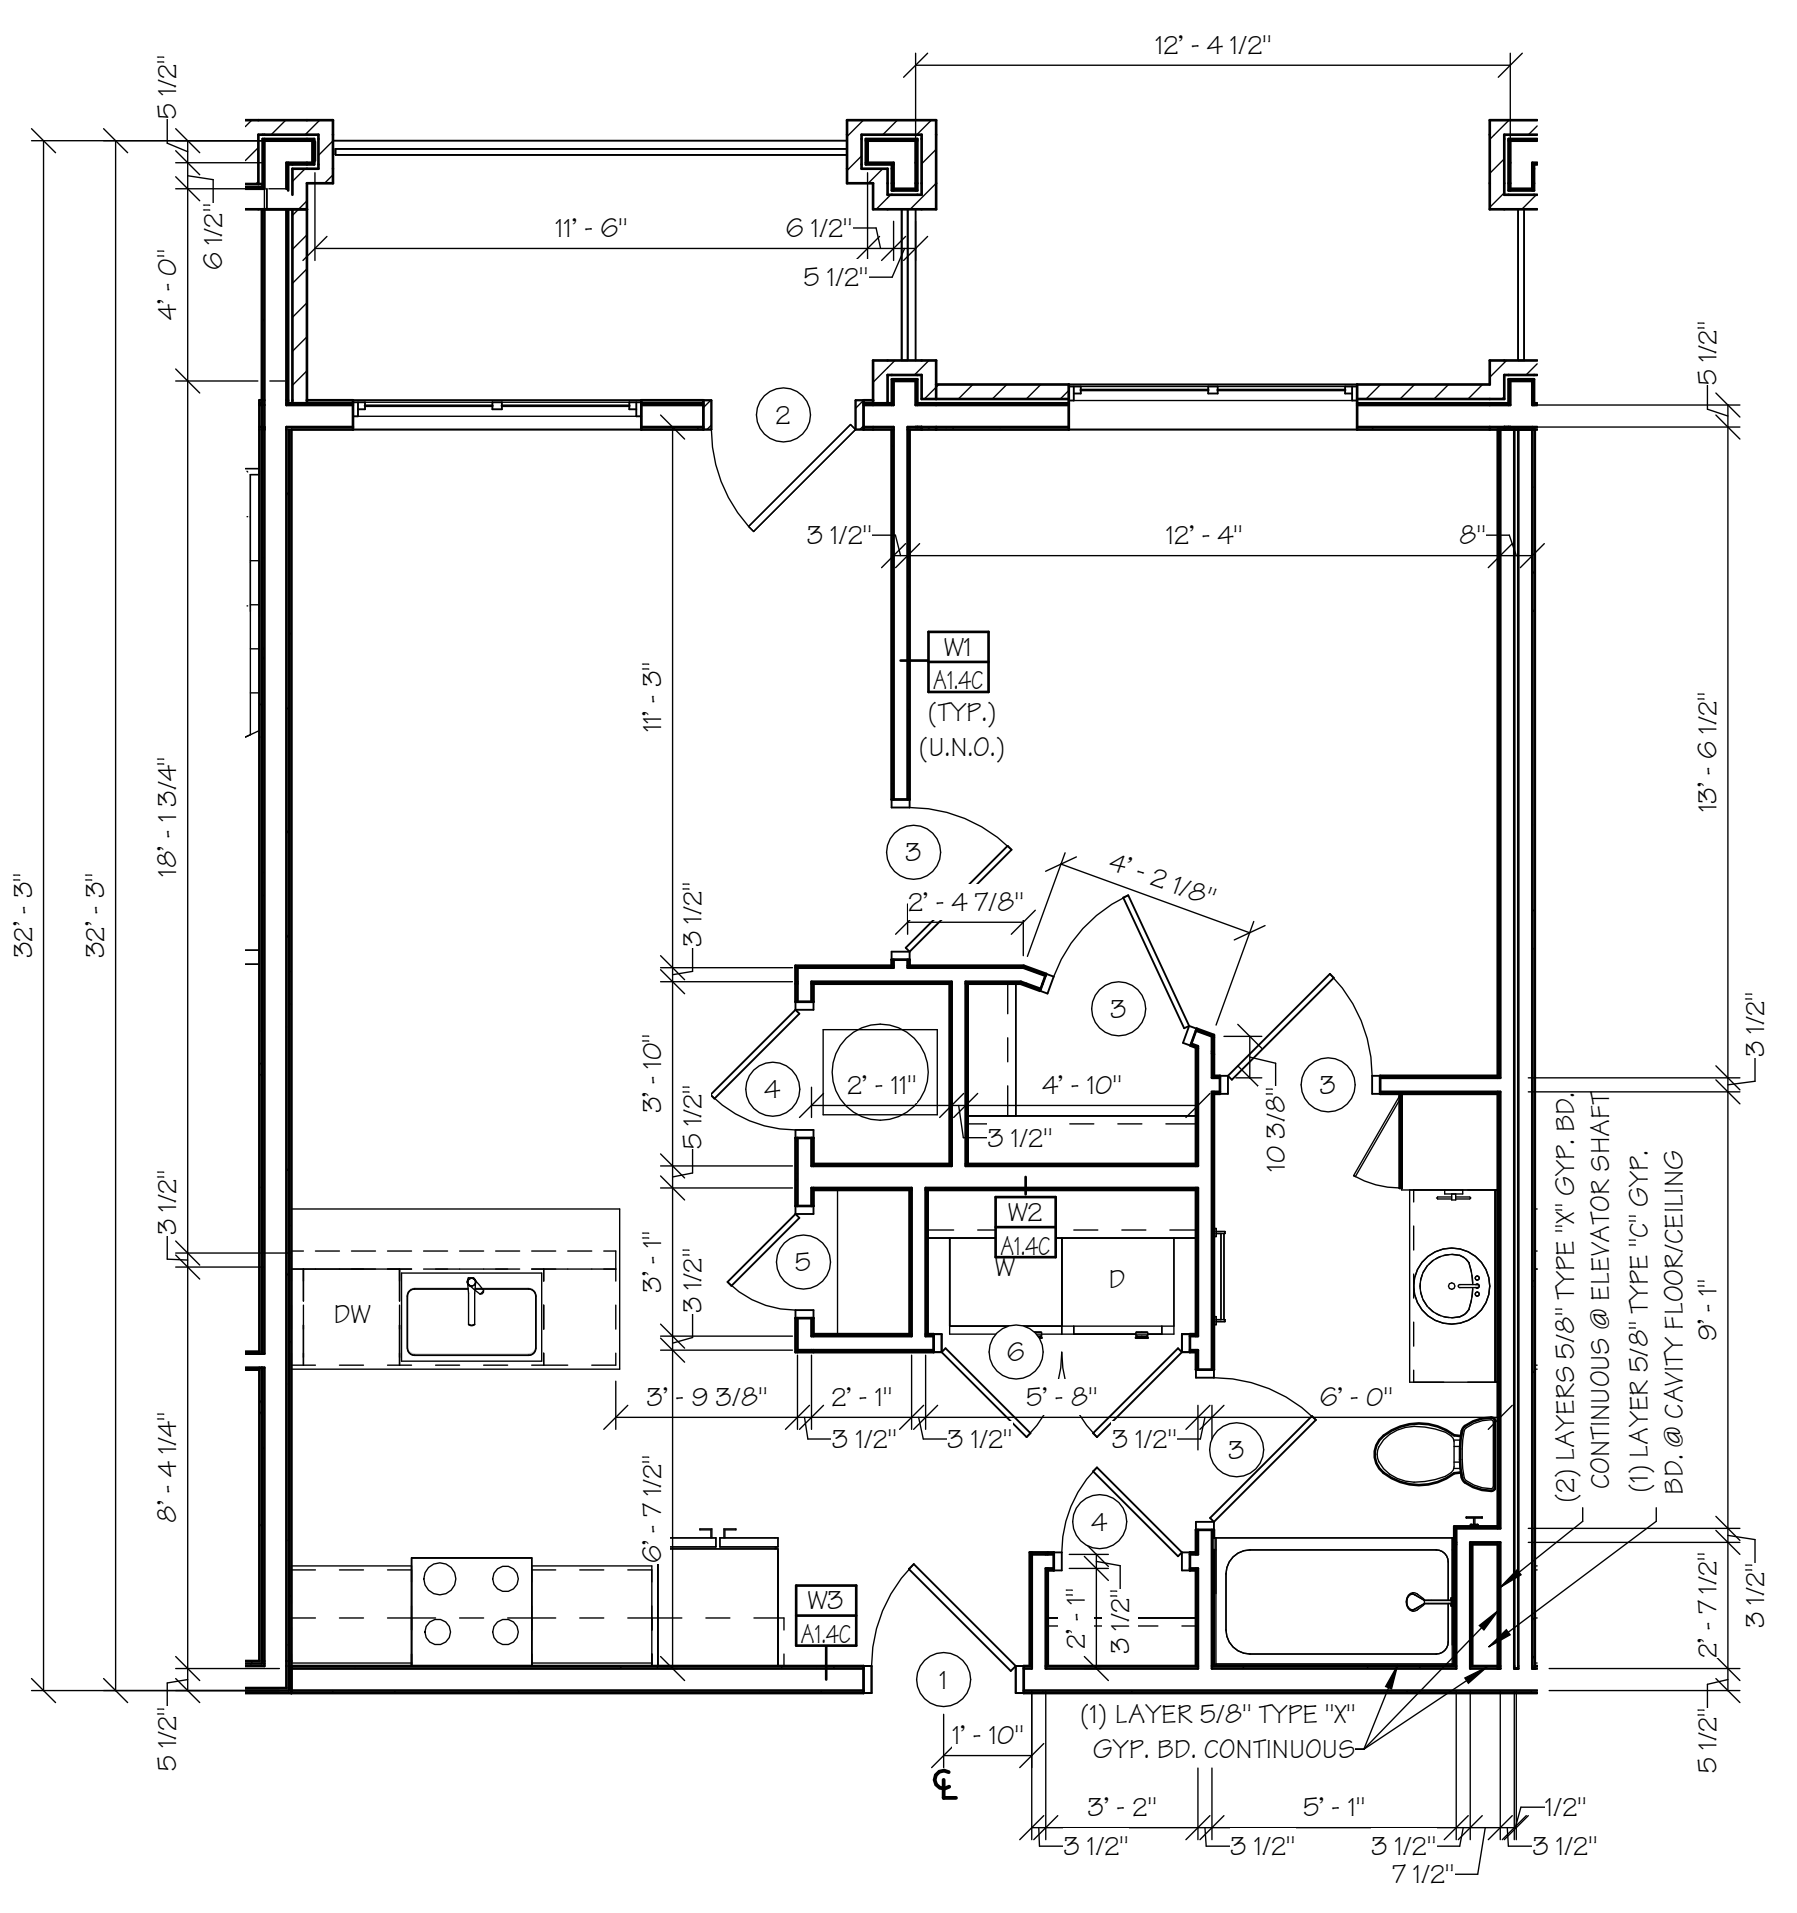 12' - 4 1/2"
5 1/2"
6 1/2"
4' - 0"
11' - 6"
6 1/2"
5 1/2"
5 1/2"
2
3 1/2"
12' - 4"
8"
W1
A1.4C
(TYP.)
(U.N.O.)
11' - 3"
13' - 6 1/2"
18' - 1 3/4"
32' - 3"
32' - 3"
3
2' - 4 7/8"
4' - 2 1/8"
3 1/2"
3
3
3 1/2"
4
2' - 11"
4' - 10"
3' - 10"
5 1/2"
3 1/2"
10 3/8"
(2) LAYERS 5/8" TYPE "X" GYP. BD.
CONTINUOUS @ ELEVATOR SHAFT
(1) LAYER 5/8" TYPE "C" GYP.
BD. @ CAVITY FLOOR/CEILING
3 1/2"
W2
A1.4C
5
W
D
3' - 1"
3 1/2"
9' - 1"
DW
6
3' - 9 3/8"
2' - 1"
5' - 8"
6' - 0"
3 1/2"
3 1/2"
3 1/2"
3
8' - 4 1/4"
6' - 7 1/2"
4
W3
A1.4C
2' - 1"
3 1/2"
2' - 7 1/2"
3 1/2"
1
5 1/2"
5 1/2"
(1) LAYER 5/8" TYPE "X"
GYP. BD. CONTINUOUS
1' - 10"
CL
3' - 2"
5' - 1"
1/2"
3 1/2"
3 1/2"
3 1/2"
3 1/2"
7 1/2"